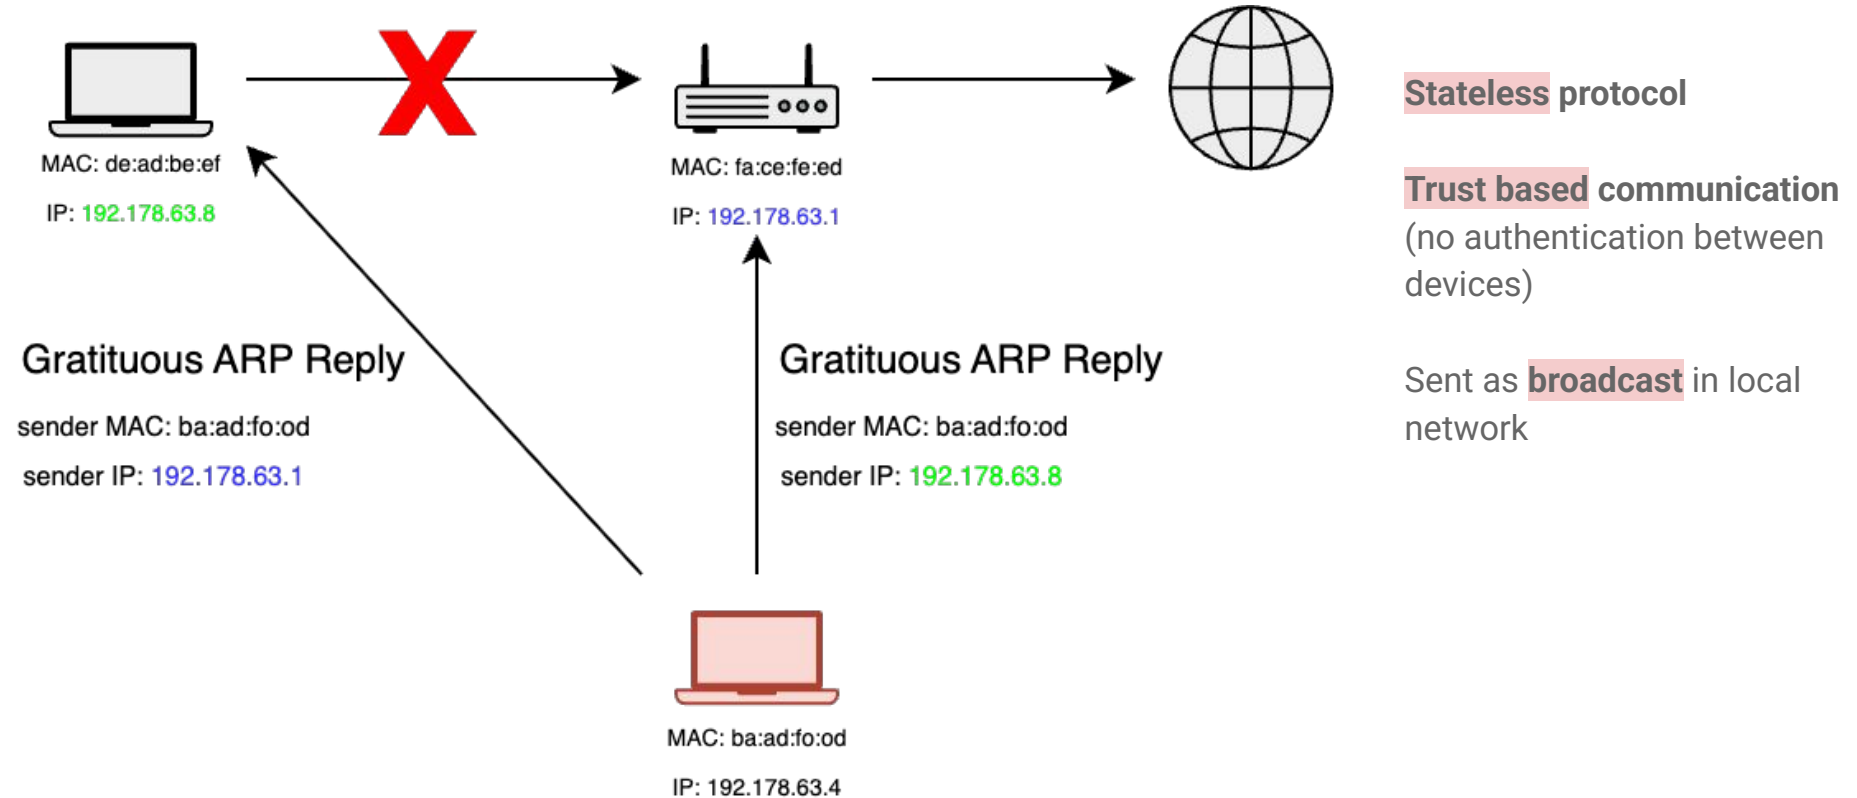 MAC: de:ad:be:ef
IP: 192.178.63.8
MAC: fa:ce:fe:ed
IP: 192.178.63.1
Gratituous ARP Reply
sender MAC: ba:ad:fo:od
sender IP: 192.178.63.1
Gratituous ARP Reply
sender MAC: ba:ad:fo:od
sender IP: 192.178.63.8
MAC: ba:ad:fo:od
IP: 192.178.63.4
Stateless protocol
Trust based communication
(no authentication between
devices)
Sent as broadcast in local
network